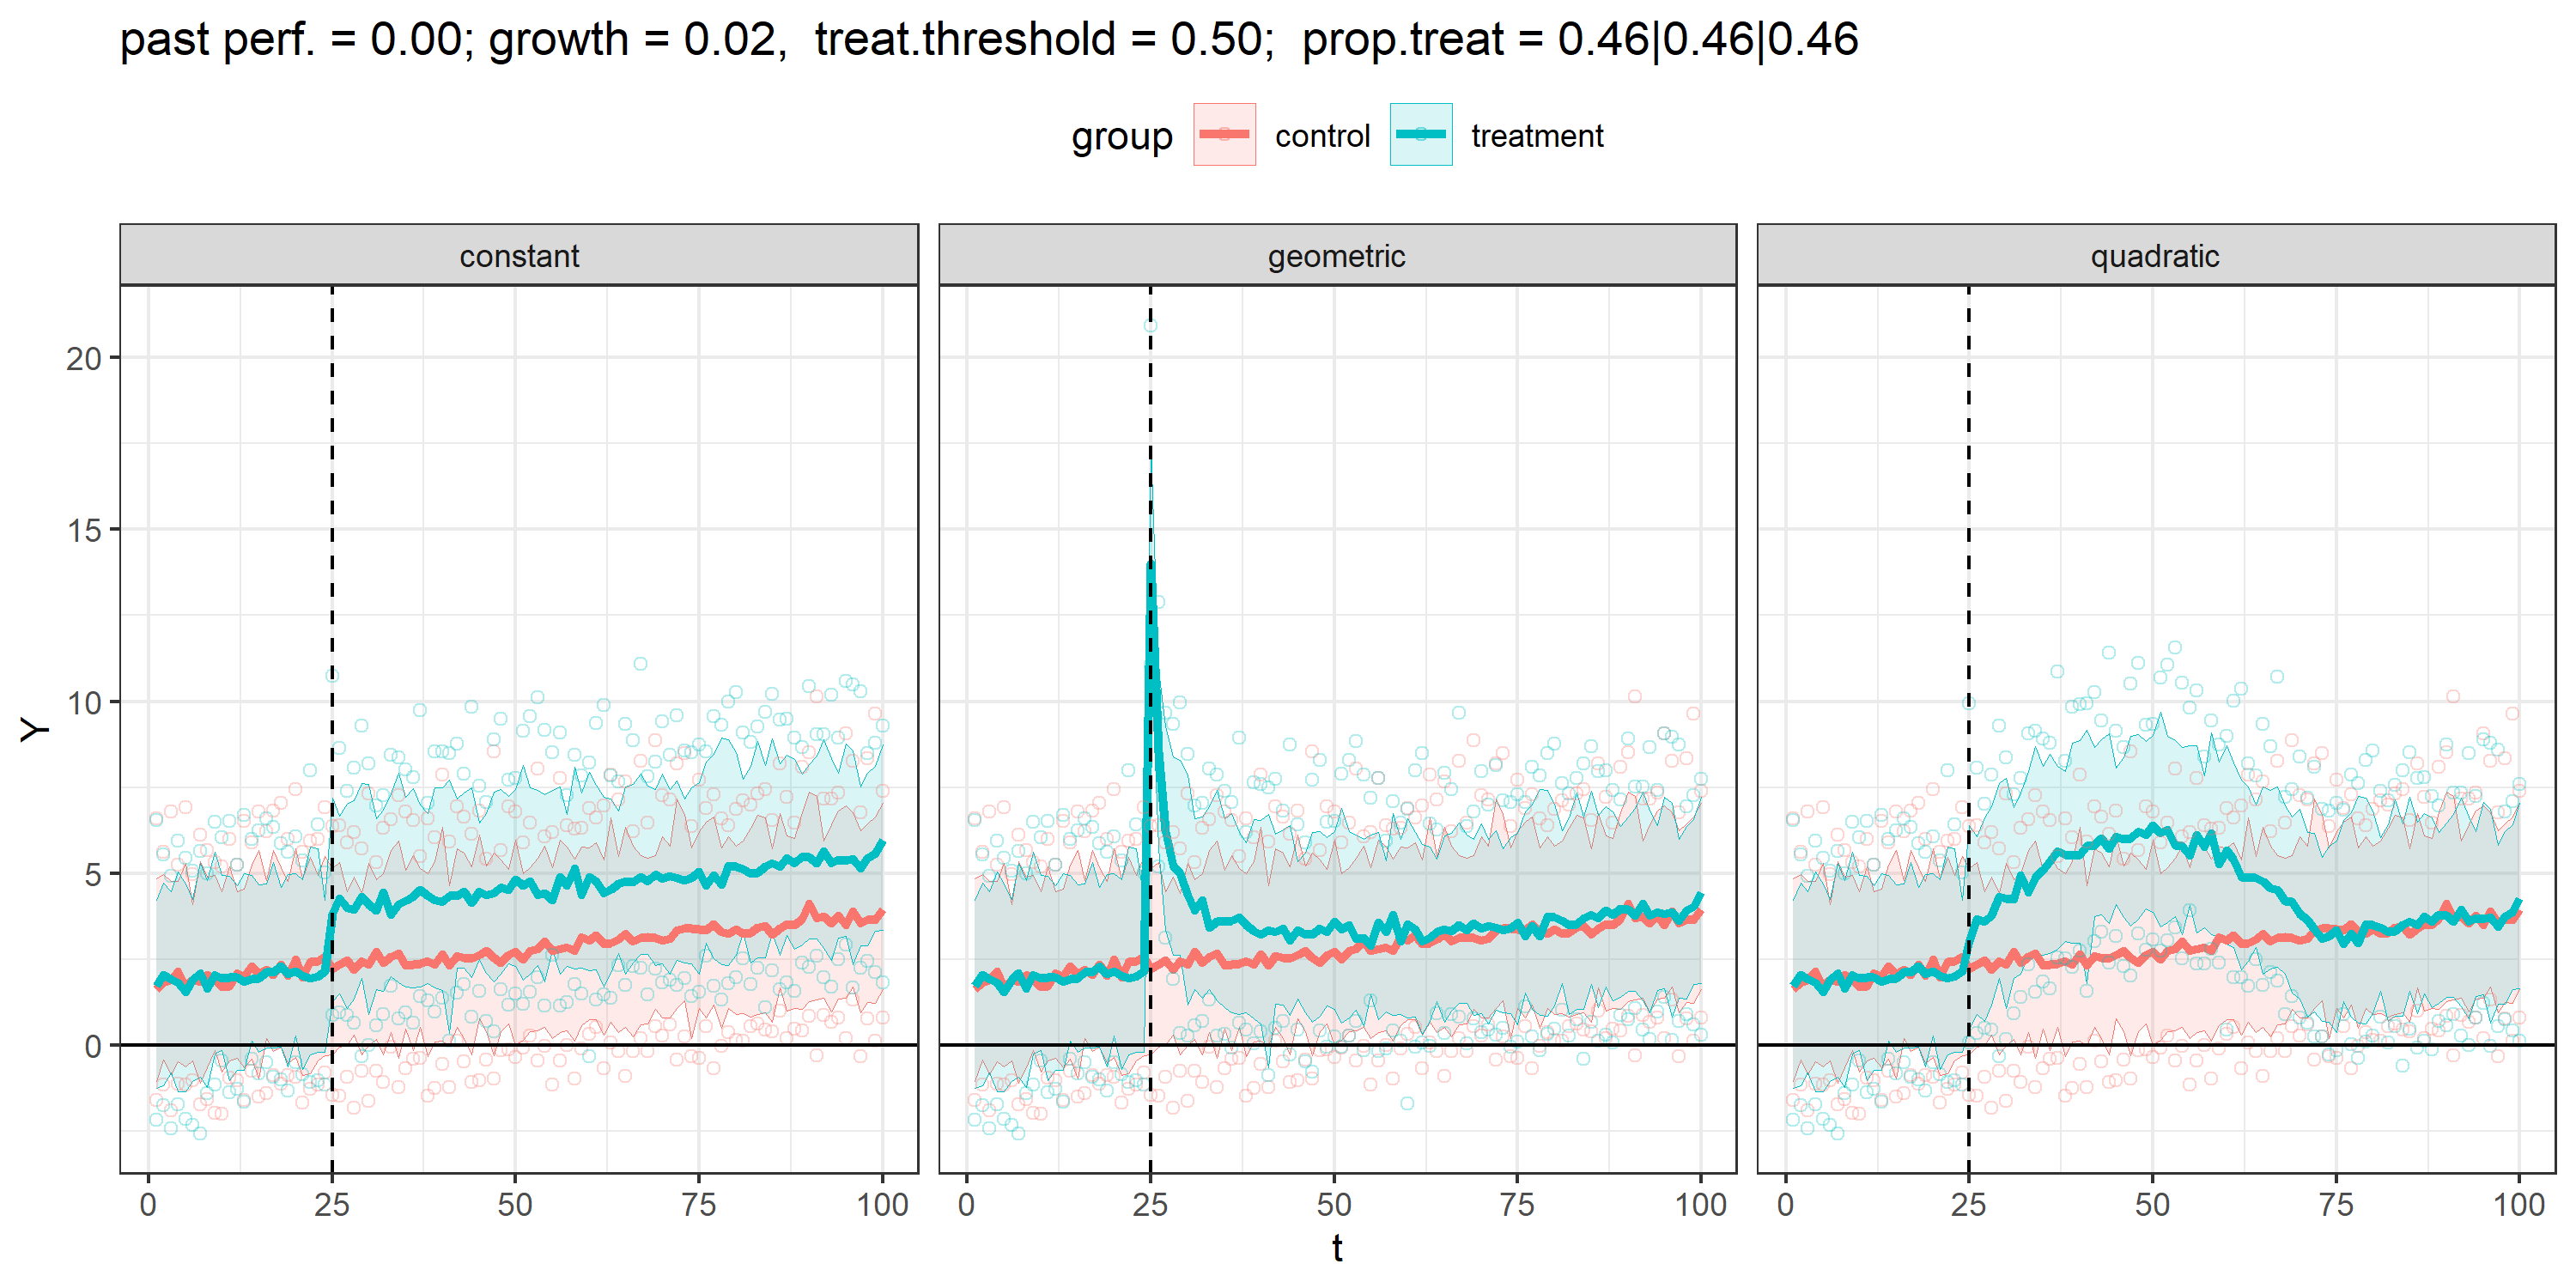 past perf. = 0.00; growth = 0.02,  treat.threshold = 0.50;  prop.treat = 0.46|0.46|0.46
group control treatment
constant geometric quadratic
Y
20
15
10
5
0
0 25 50 75 100 0 25 50 75 100 0 25 50 75 100
t